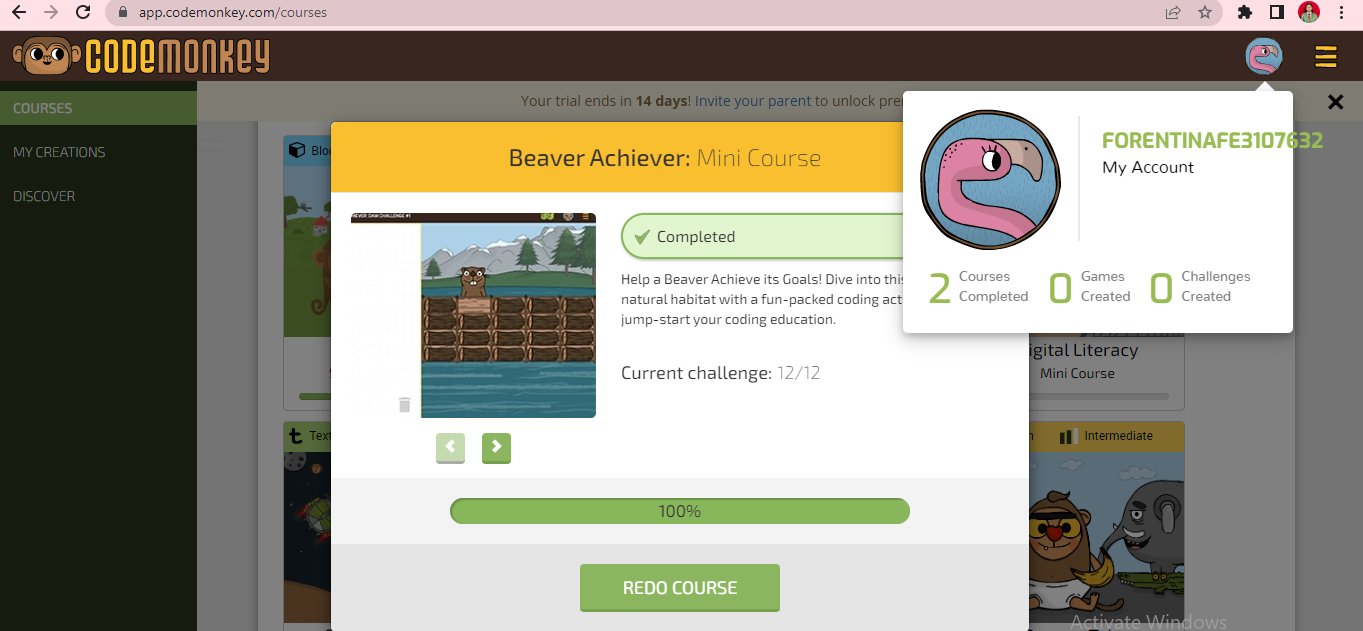 app.codemonkey.com/courses
CODEMONKEY
COURSES
MY CREATIONS
DISCOVER
Your trial ends in 14 days! Invite your parent to unlock
Beaver Achiever: Mini Course
Completed
Help a Beaver Achieve its Goals! Dive into this
natural habitat with a fun-packed coding
jump-start your coding education.
Current challenge: 12/12
100%
REDO COURSE
FORENTINAFE3107632
My Account
2 Courses Completed
0 Games Created
0 Challenges Created
Literacy
Mini Course
Text
Intermediate
Activate Windows